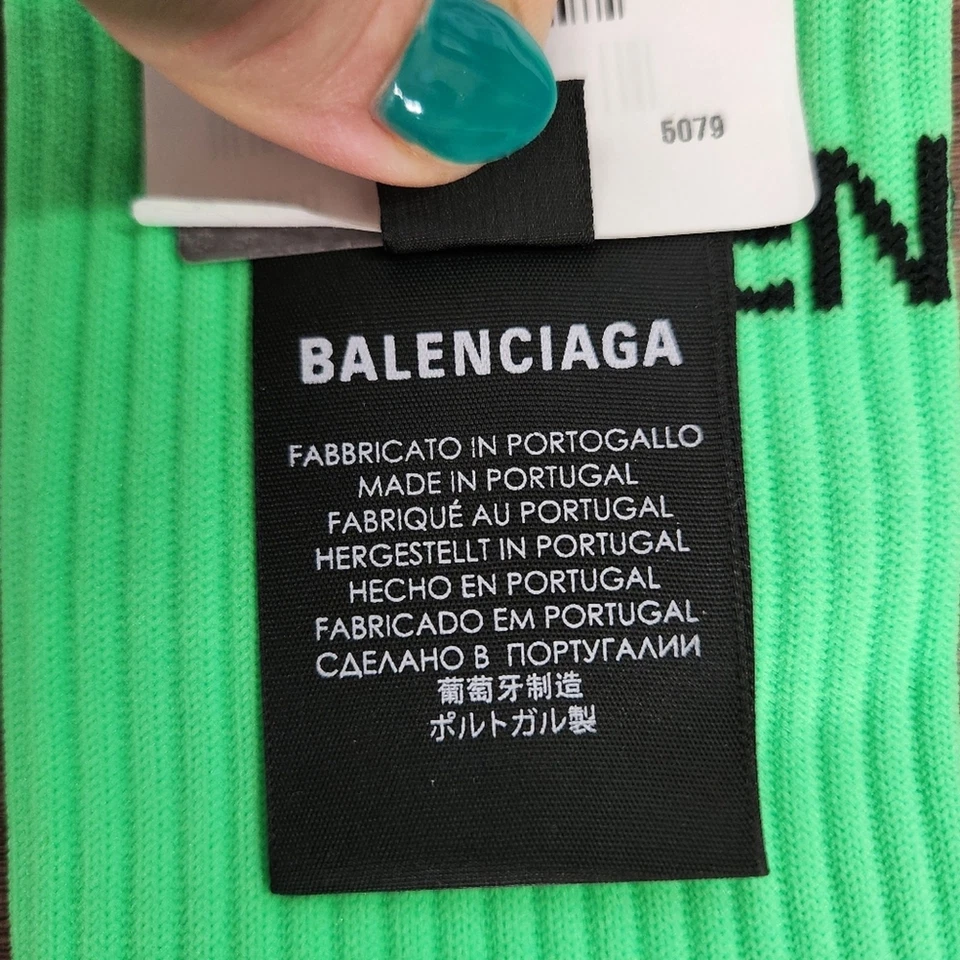 5079
EN
BALENCIAGA
FABBRICATO IN PORTOGALLO
MADE IN PORTUGAL
FABRIQUÉ AU PORTUGAL
HERGESTELLT IN PORTUGAL
HECHO EN PORTUGAL
FABRICADO EM PORTUGAL
СДЕЛАНО В ПОРТУГАЛИИ
葡萄牙制造
ポルトガル製